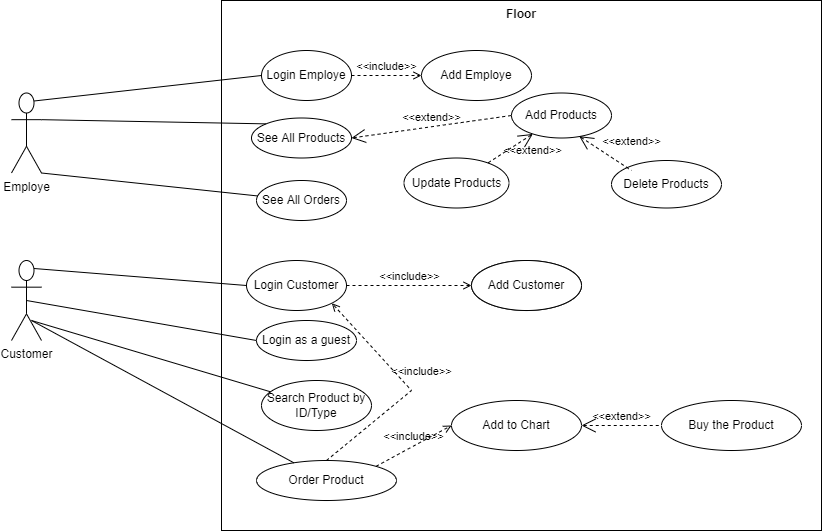 Floor
Login Employe
<<include>>
Add Employe
See All Products
<<extend>>
Add Products
<<extend>>
<<extend>>
Employe
Update Products
Delete Products
See All Orders
Login Customer
<<include>>
Add Customer
Customer
Login as a guest
<<include>>
Search Product by
ID/Type
Add to Chart
<<extend>>
Buy the Product
<<include>>
Order Product